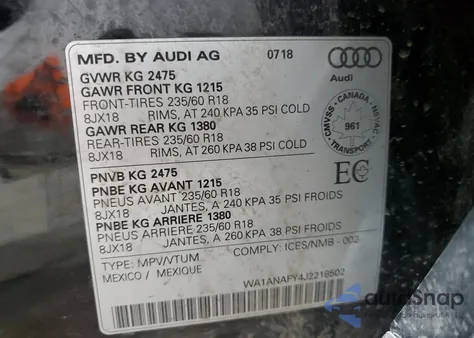 MFD. BY AUDI AG 0718
Audi
GVWR KG 2475
GAWR FRONT KG 1215
FRONT-TIRES 235/60 R18
8JX18 RIMS, AT 240 KPA 35 PSI COLD
GAWR REAR KG 1380
REAR-TIRES 235/60 R18
8JX18 RIMS, AT 260 KPA 38 PSI COLD
CMVSS - CANADA - NSVAC
961
TRANSPORT
EC
PNVB KG 2475
PNBE KG AVANT 1215
PNEUS AVANT 235/60 R18
8JX18 JANTES, A 240 KPA 35 PSI FROIDS
PNBE KG ARRIERE 1380
PNEUS ARRIERE 235/60 R18
8JX18 JANTES, A 260 KPA 38 PSI FROIDS
TYPE: MPV/VTUM COMPLY: ICES/NMB - 002
MEXICO / MEXIQUE
WA1ANAFY4J2218502
autoSnap